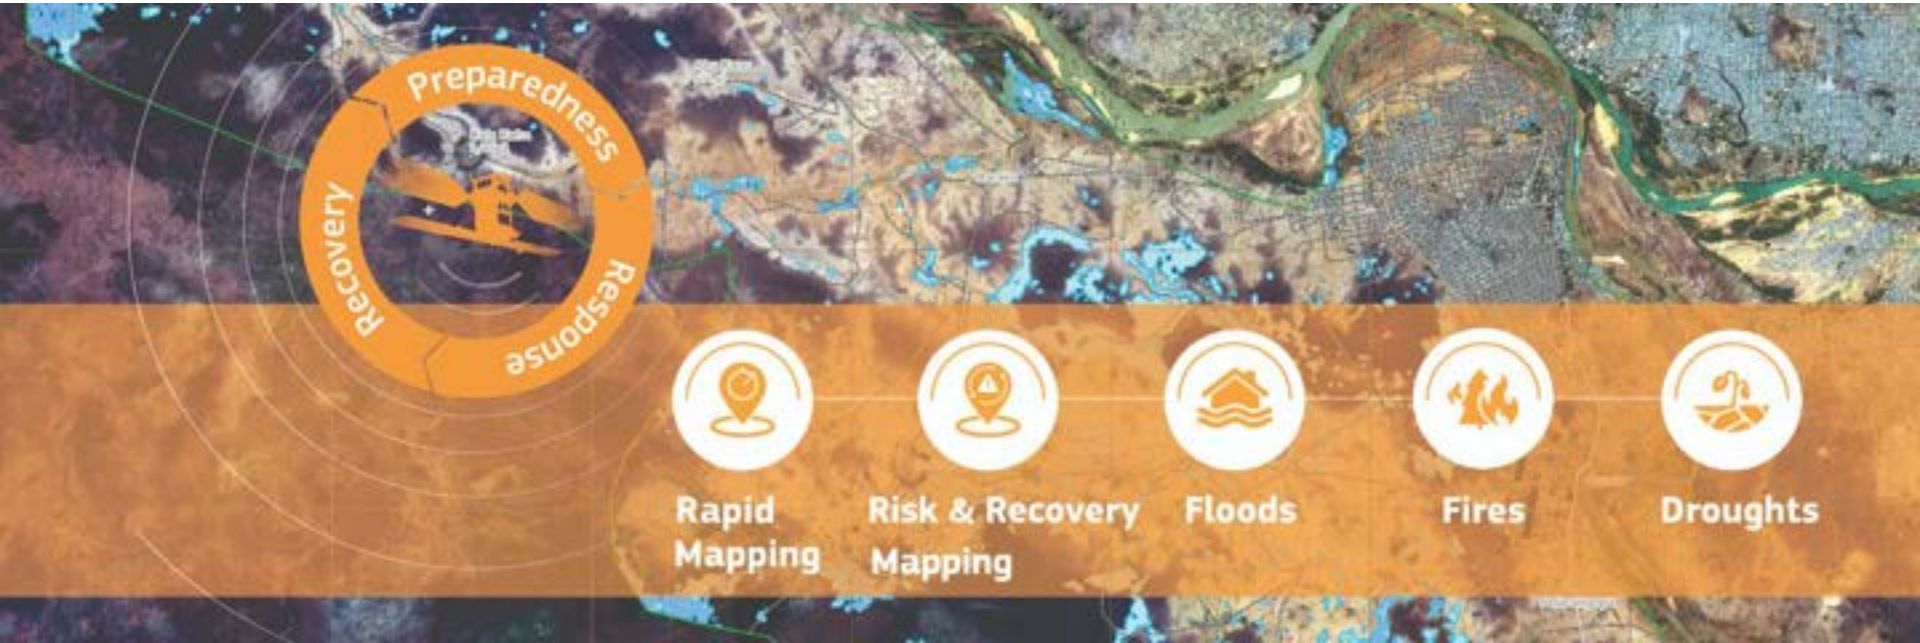 Preparedness
Response
Recovery
Rapid
Mapping
Risk & Recovery
Mapping
Floods
Fires
Droughts